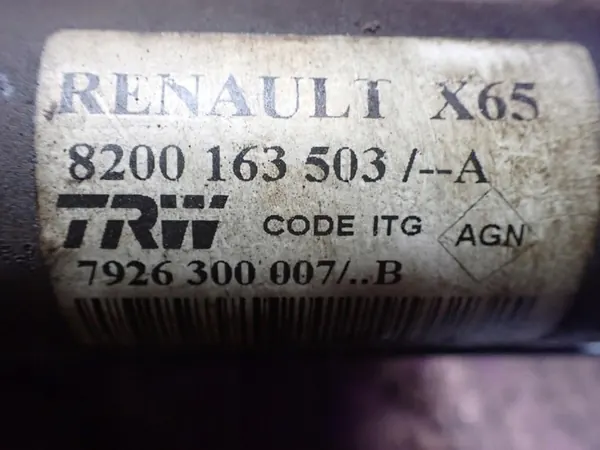 RENAULT X65
8200 163 503 /--A
TRW CODE ITG AGN
7926 300 007/..B